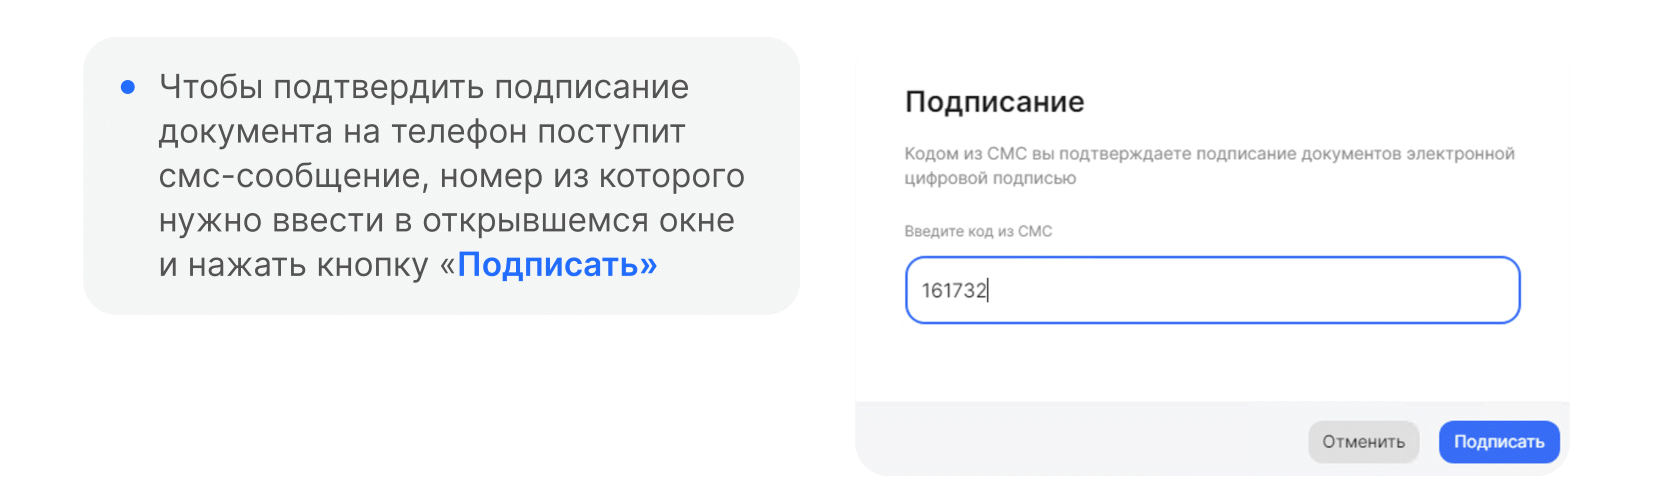 Чтобы подтвердить подписание
документа на телефон поступит
смс-сообщение, номер из которого
нужно ввести в открывшемся окне
и нажать кнопку «Подписать»
Подписание
Кодом из СМС вы подтверждаете подписание документов электронной
цифровой подписью
Введите код из СМС
161732
Отменить
Подписать